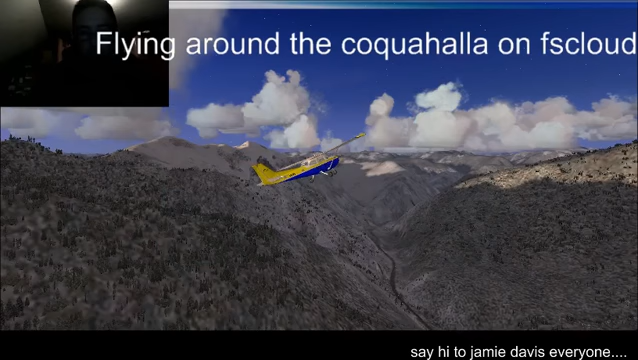 Flying around the coquahalla on fscloud
say hi to jamie davis everyone....